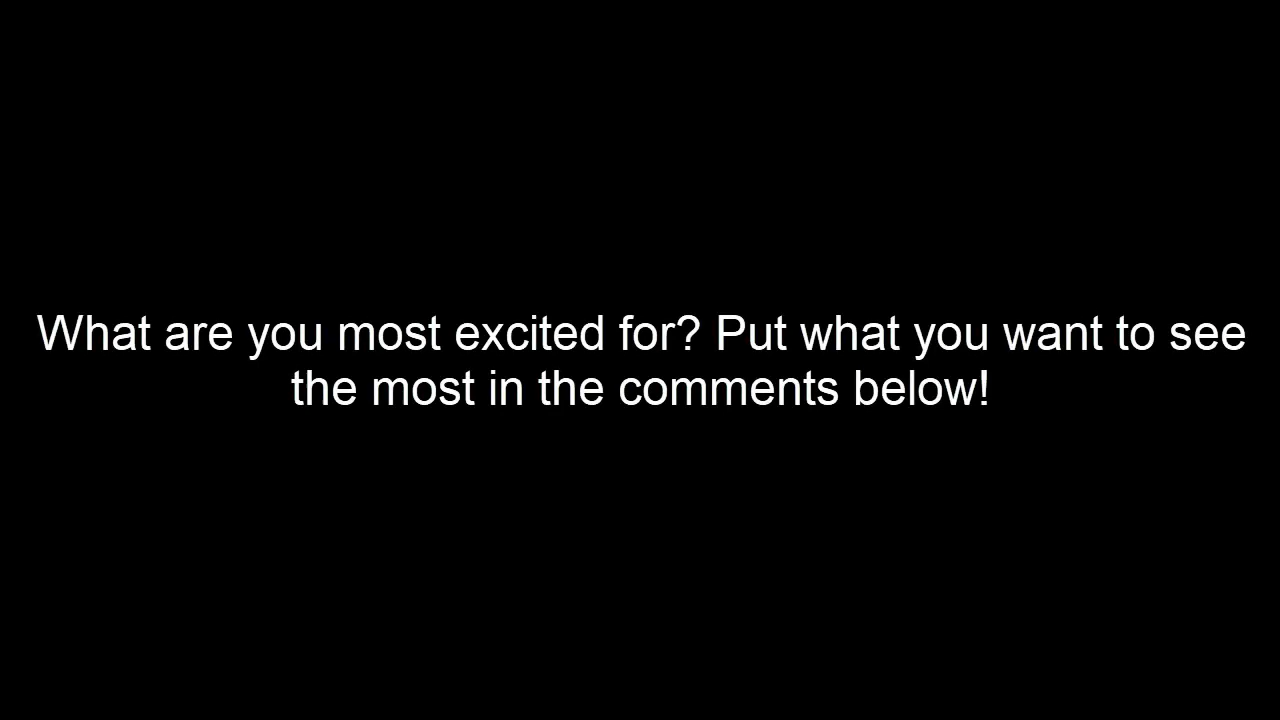 What are you most excited for? Put what you want to see
the most in the comments below!